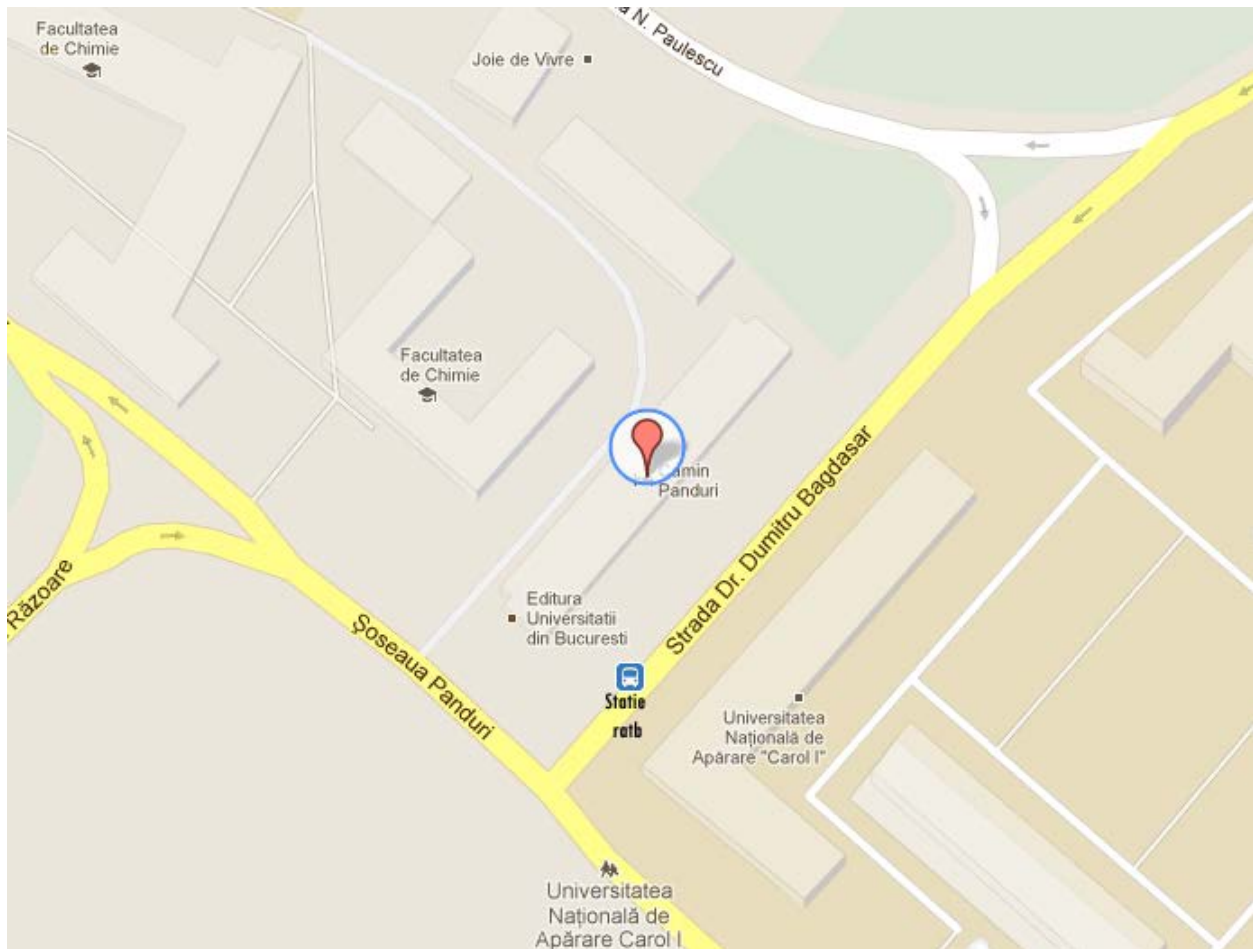 Facultatea
de Chimie
Joie de Vivre
N. Paulescu
Facultatea
de Chimie
Panduri
Editura
Universitatii
din Bucuresti
Strada Dr. Dumitru Bagdasar
Răzoare
Şoseaua Panduri
Statie
ratb
Universitatea
Națională de
Apărare "Carol I"
Universitatea
Națională de
Apărare Carol I